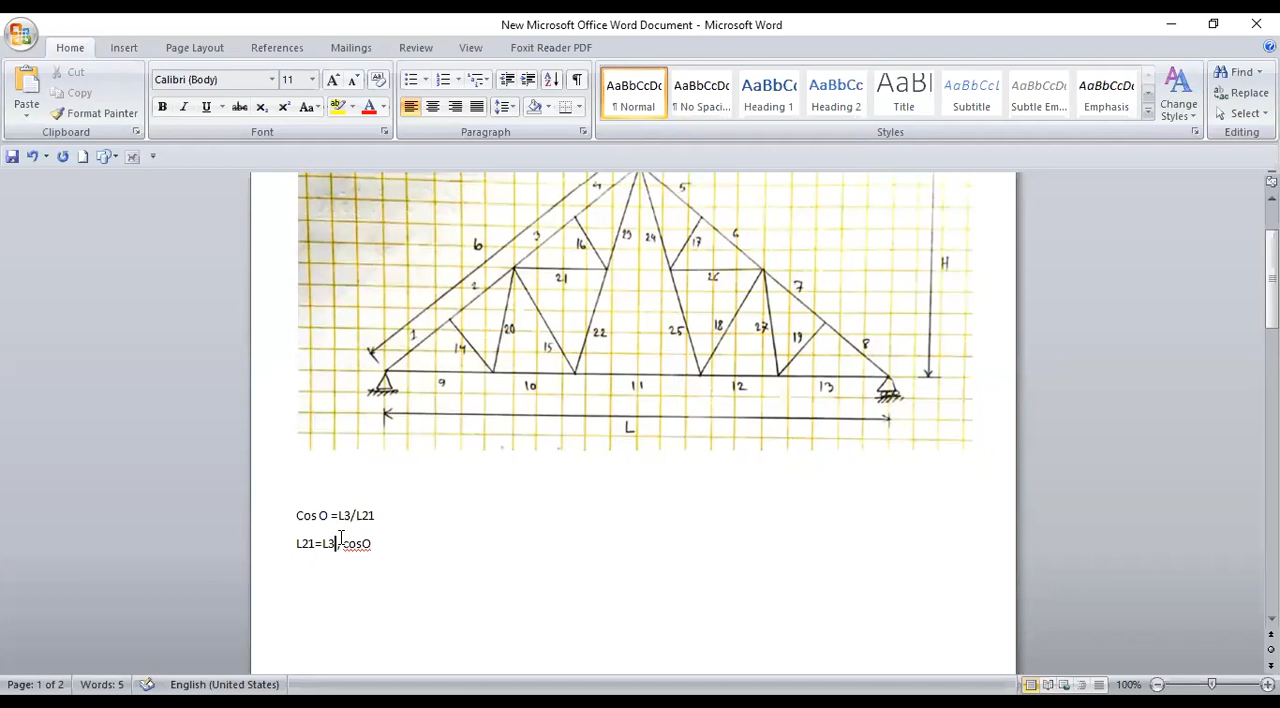 New Microsoft Office Word Document - Microsoft Word
Home Insert Page Layout References Mailings Review View Foxit Reader PDF
Paste
Cut
Copy
Format Painter
Clipboard
Calibri (Body) 11
B I U abc x₂ x² Aa
Font
Paragraph
AaBbCcDc AaBbCcDc AaBbCc AaBbCc AaBl AaBbCcL AaBbCcDc AaBbCcDc
¶ Normal ¶ No Spaci... Heading 1 Heading 2 Title Subtitle Subtle Em... Emphasis
Change Styles
Styles
Find
Replace
Select
Editing
4 5
b 3 16 23 24 17 6 H
2 21 26 7
1 14 20 15 22 25 18 27 19 8
9 10 11 12 13
L
Cos O =L3/L21
L21=L3/ cosO
Page: 1 of 2 Words: 5 English (United States) 100%